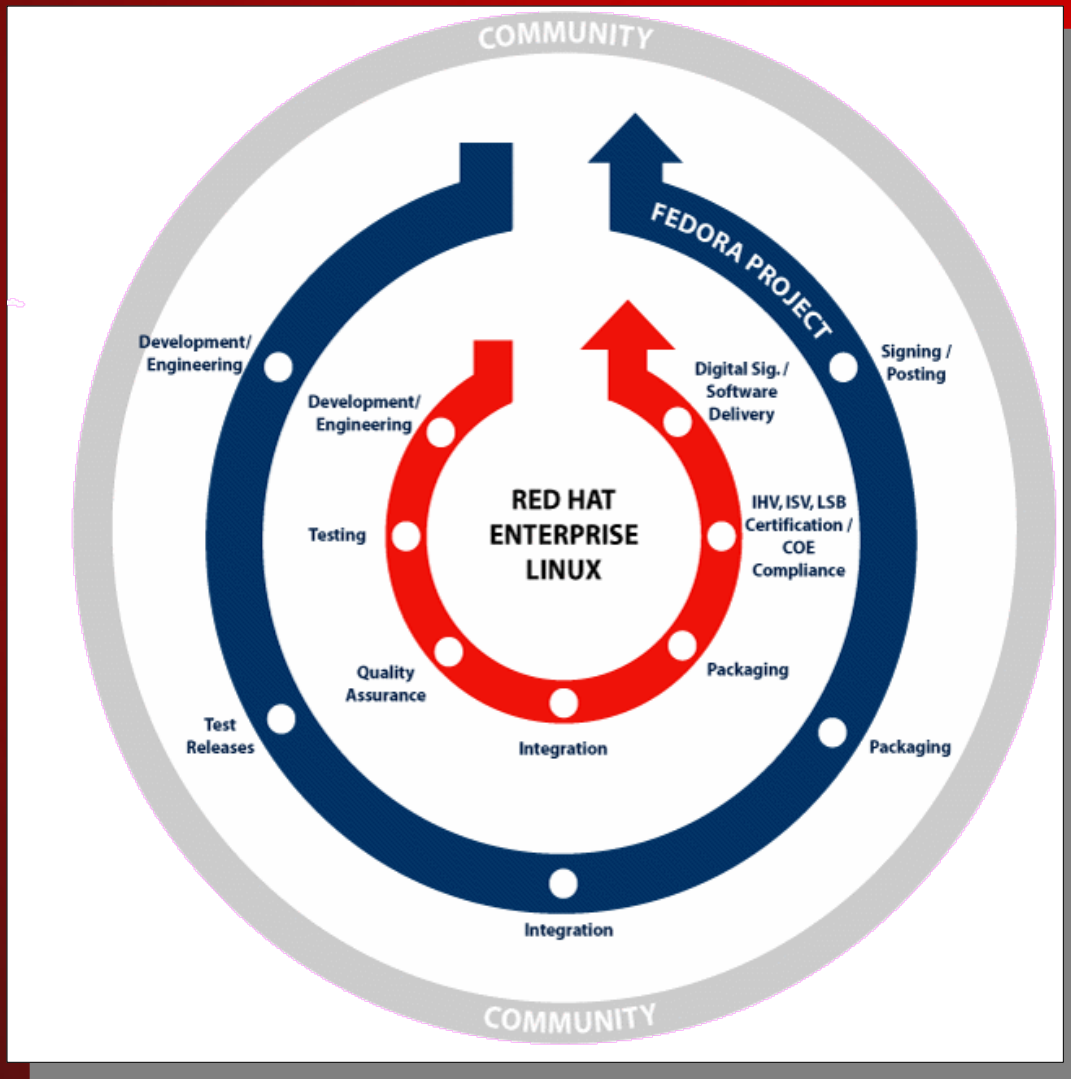 COMMUNITY
FEDORA PROJECT
Development/
Engineering
Signing /
Posting
Development/
Engineering
Digital Sig./
Software
Delivery
RED HAT
ENTERPRISE
LINUX
Testing
IHV, ISV, LSB
Certification /
COE
Compliance
Quality
Assurance
Packaging
Integration
Test
Releases
Packaging
Integration
COMMUNITY